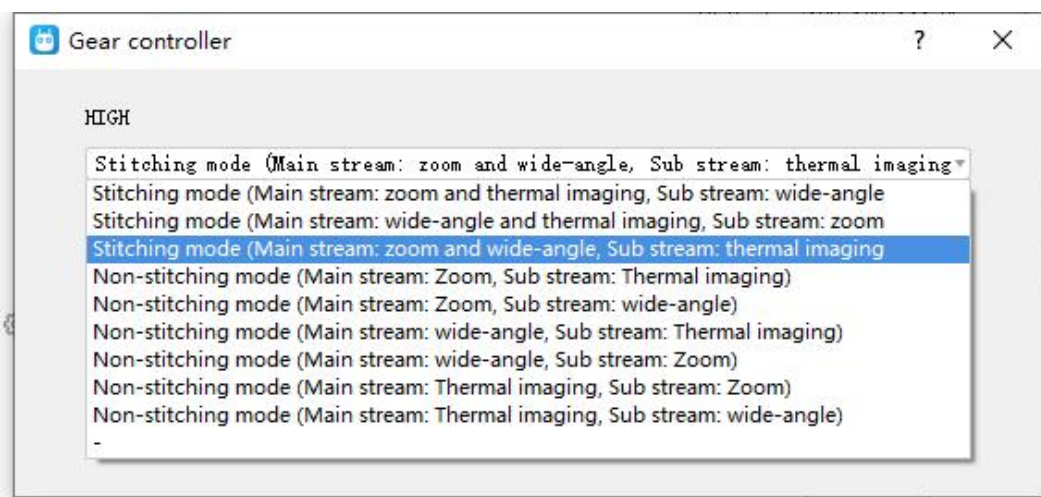 Gear controller
?
HIGH
Stitching mode (Main stream: zoom and wide-angle, Sub stream: thermal imaging
Stitching mode (Main stream: zoom and thermal imaging, Sub stream: wide-angle
Stitching mode (Main stream: wide-angle and thermal imaging, Sub stream: zoom
Stitching mode (Main stream: zoom and wide-angle, Sub stream: thermal imaging
Non-stitching mode (Main stream: Zoom, Sub stream: Thermal imaging)
Non-stitching mode (Main stream: Zoom, Sub stream: wide-angle)
Non-stitching mode (Main stream: wide-angle, Sub stream: Thermal imaging)
Non-stitching mode (Main stream: wide-angle, Sub stream: Zoom)
Non-stitching mode (Main stream: Thermal imaging, Sub stream: Zoom)
Non-stitching mode (Main stream: Thermal imaging, Sub stream: wide-angle)
-